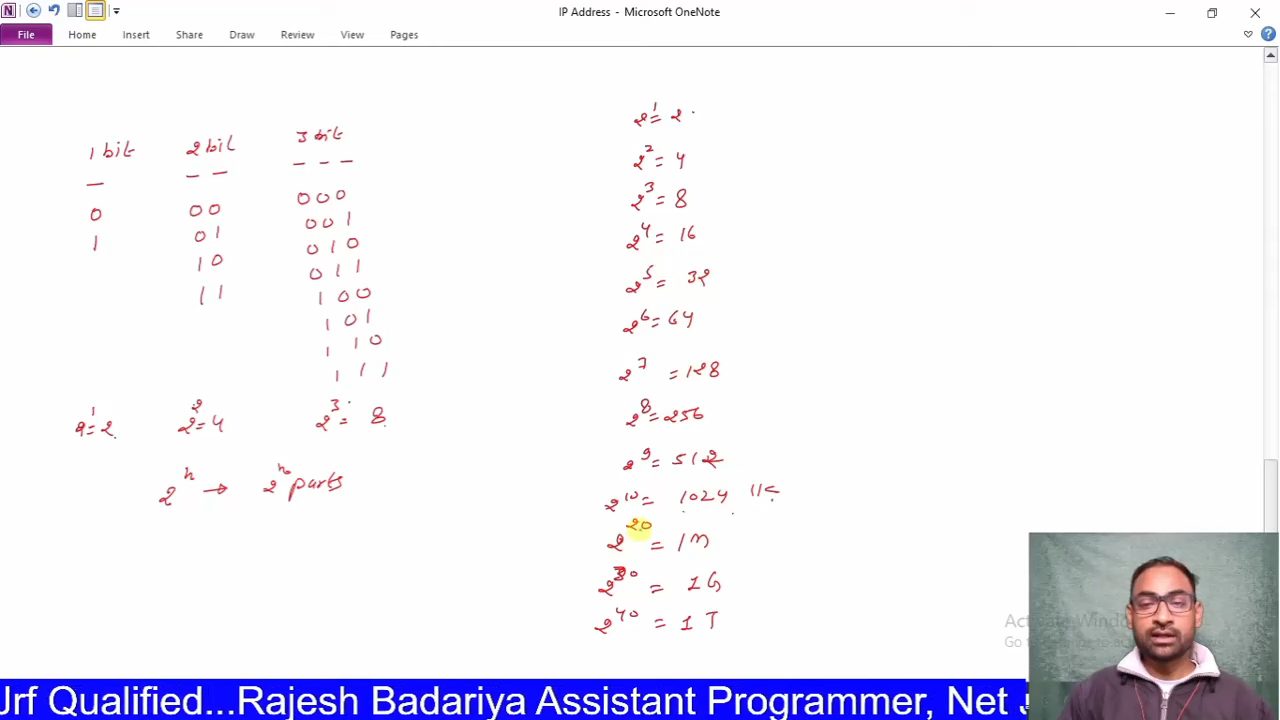 IP Address - Microsoft OneNote
File Home Insert Share Draw Review View Pages
1 bit 2 bit 3 bit
0 00 000
1 01 001
10 010
11 011
100
101
110
111
2¹=2 2²=4 2³=8
2ⁿ → 2ⁿ parts
2¹=2
2²=4
2³=8
2⁴=16
2⁵=32
2⁶=64
2⁷=128
2⁸=256
2⁹=512
2¹⁰=1024 1K
2²⁰=1M
2³⁰=1G
2⁴⁰=1T
Activate Windo
Jrf Qualified...Rajesh Badariya Assistant Programmer, Net J